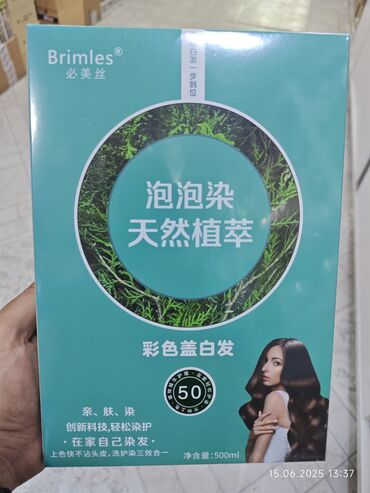 Brimles®
必美丝
白发一步到位
泡泡染
天然植萃
彩色盖白发
50
亲、肤、染
创新科技,轻松染护
• 在家自己染发 •
上色快不沾头皮,洗护染三效合一
净含量:500ml
15.06.2025 13:37